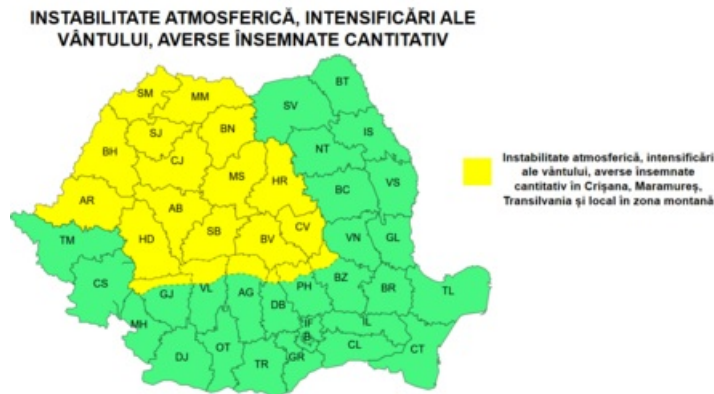 INSTABILITATE ATMOSFERICĂ, INTENSIFICĂRI ALE
VÂNTULUI, AVERSE ÎNSEMNATE CANTITATIV
BT
SM
MM
SV
SJ
BN
IS
BH
CJ
NT
MS
HR
BC
VS
AR
AB
TM
HD
SB
BV
CV
VN
GL
CS
GJ
VL
AG
PH
BZ
BR
TL
DB
MH
IF
B
IL
DJ
OT
TR
GR
CL
CT
Instabilitate atmosferică, intensificări
ale vântului, averse însemnate
cantitativ în Crișana, Maramureș,
Transilvania și local în zona montană